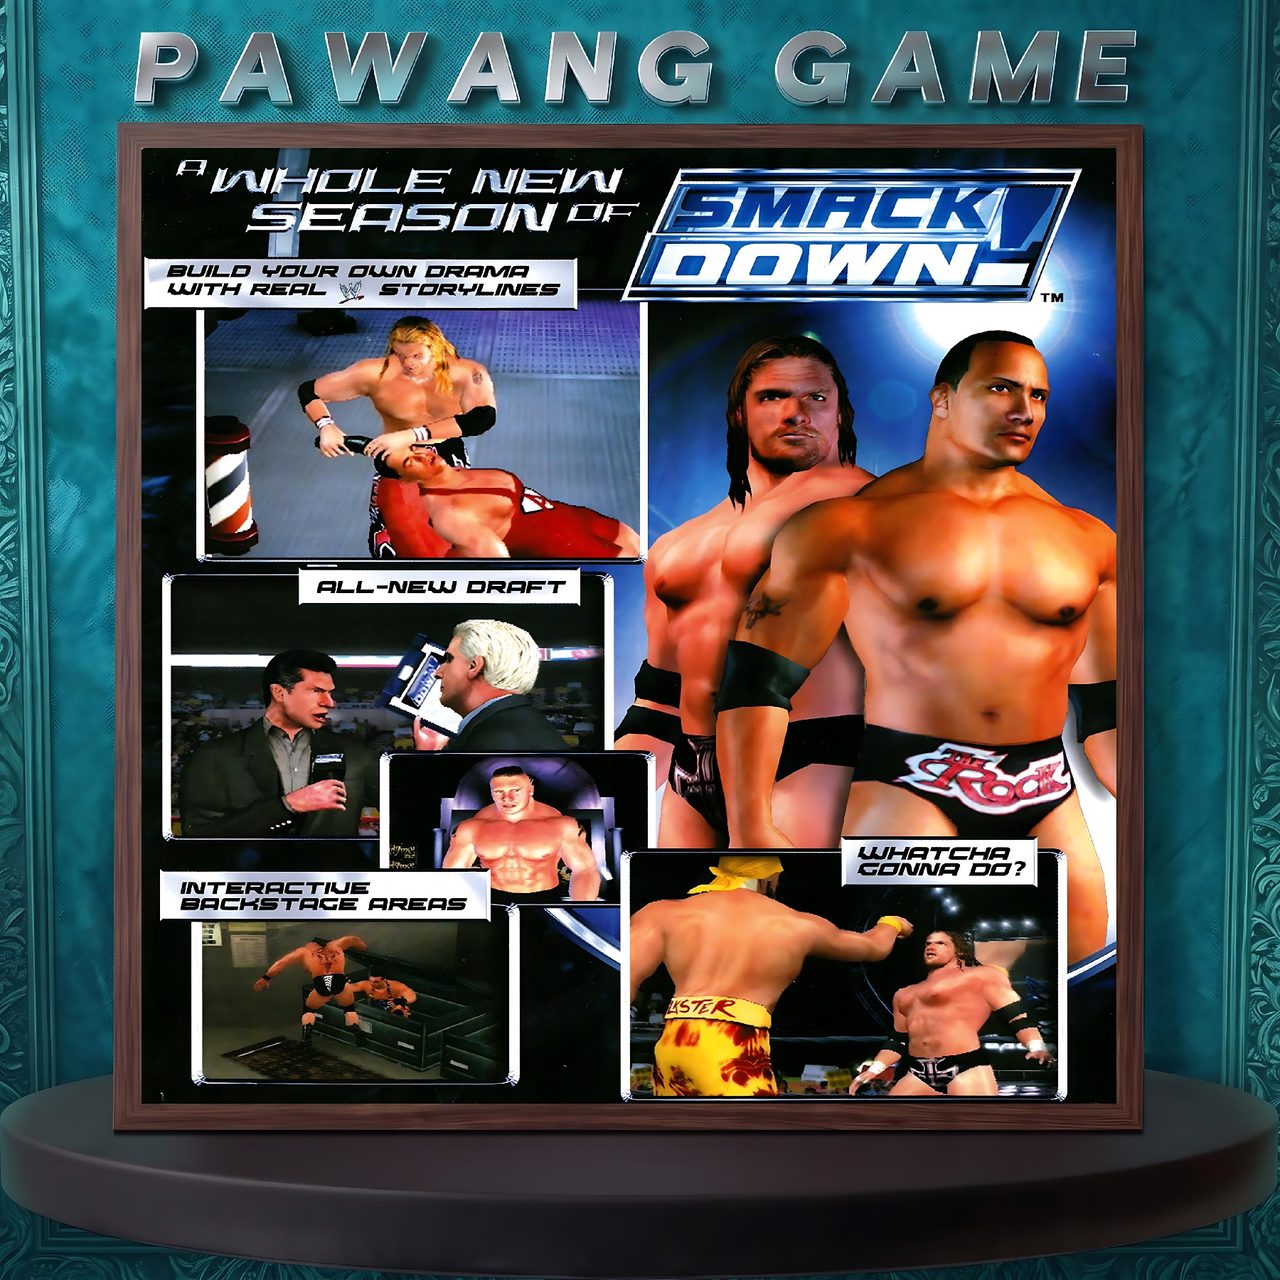 PAWANG GAME
A WHOLE NEW
SEASON OF
SMACK
DOWN!
TM
BUILD YOUR OWN DRAMA
WITH REAL W STORYLINES
ALL-NEW DRAFT
THE
ROCK
WHATCHA
GONNA DO?
INTERACTIVE
BACKSTAGE AREAS